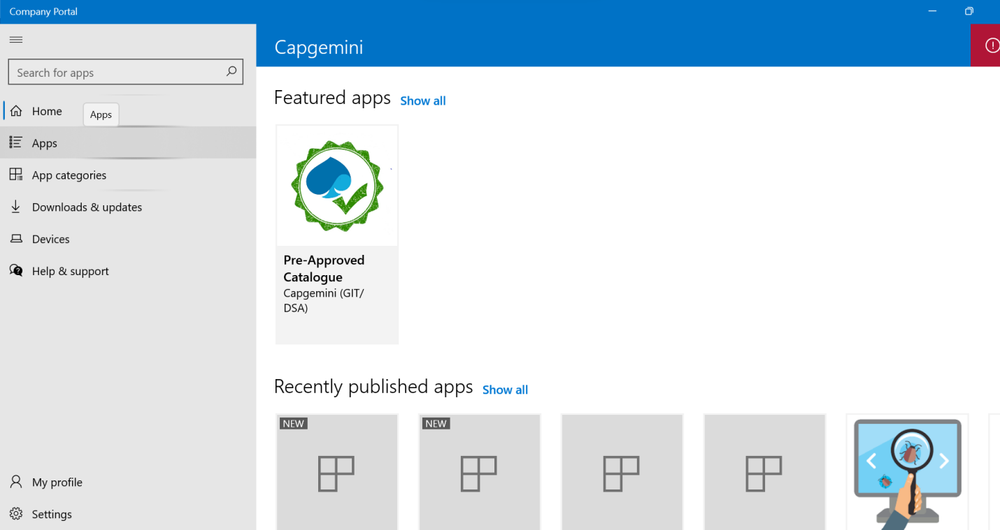 Company Portal
Capgemini
Search for apps
Home
Apps
Apps
App categories
Downloads & updates
Devices
Help & support
My profile
Settings
Featured apps Show all
Pre-Approved
Catalogue
Capgemini (GIT/
DSA)
Recently published apps Show all
NEW
NEW